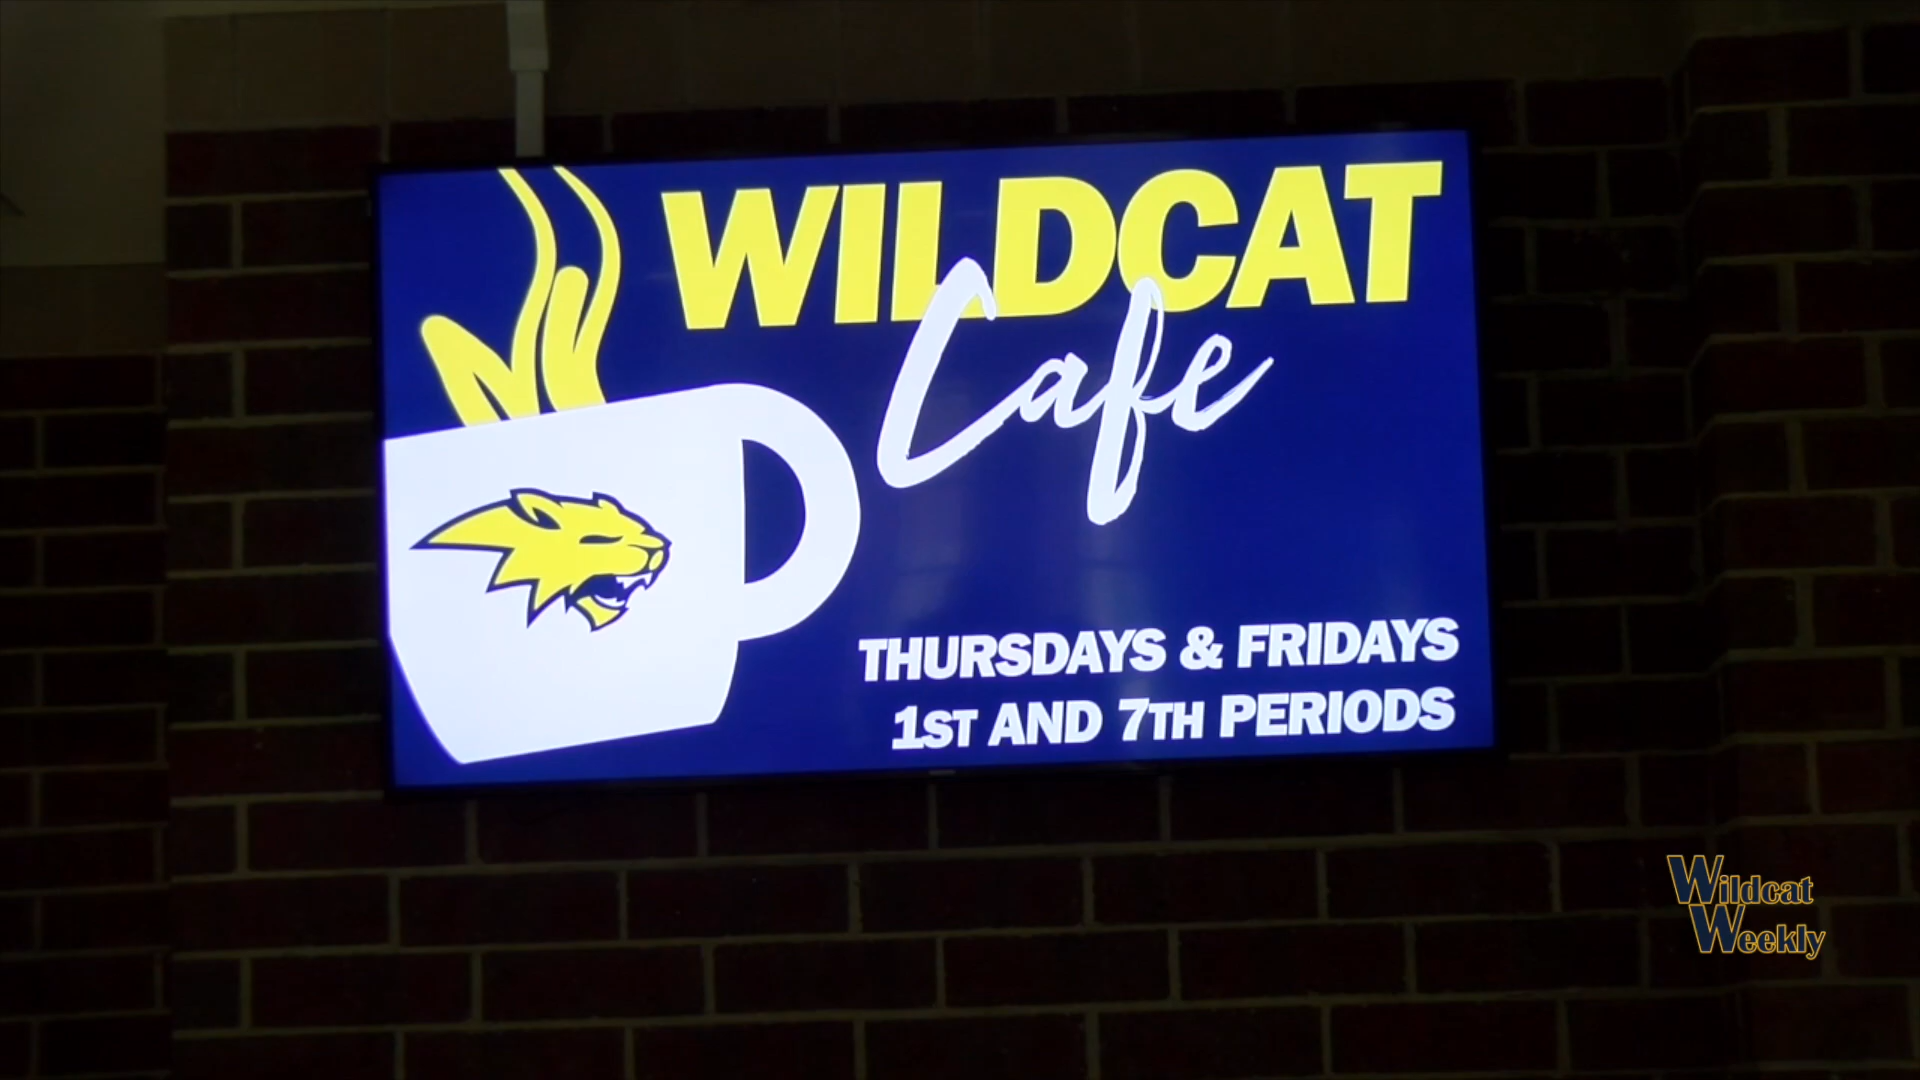 WILDCAT
Cafe
THURSDAYS & FRIDAYS
1ST AND 7TH PERIODS
Wildcat
Weekly